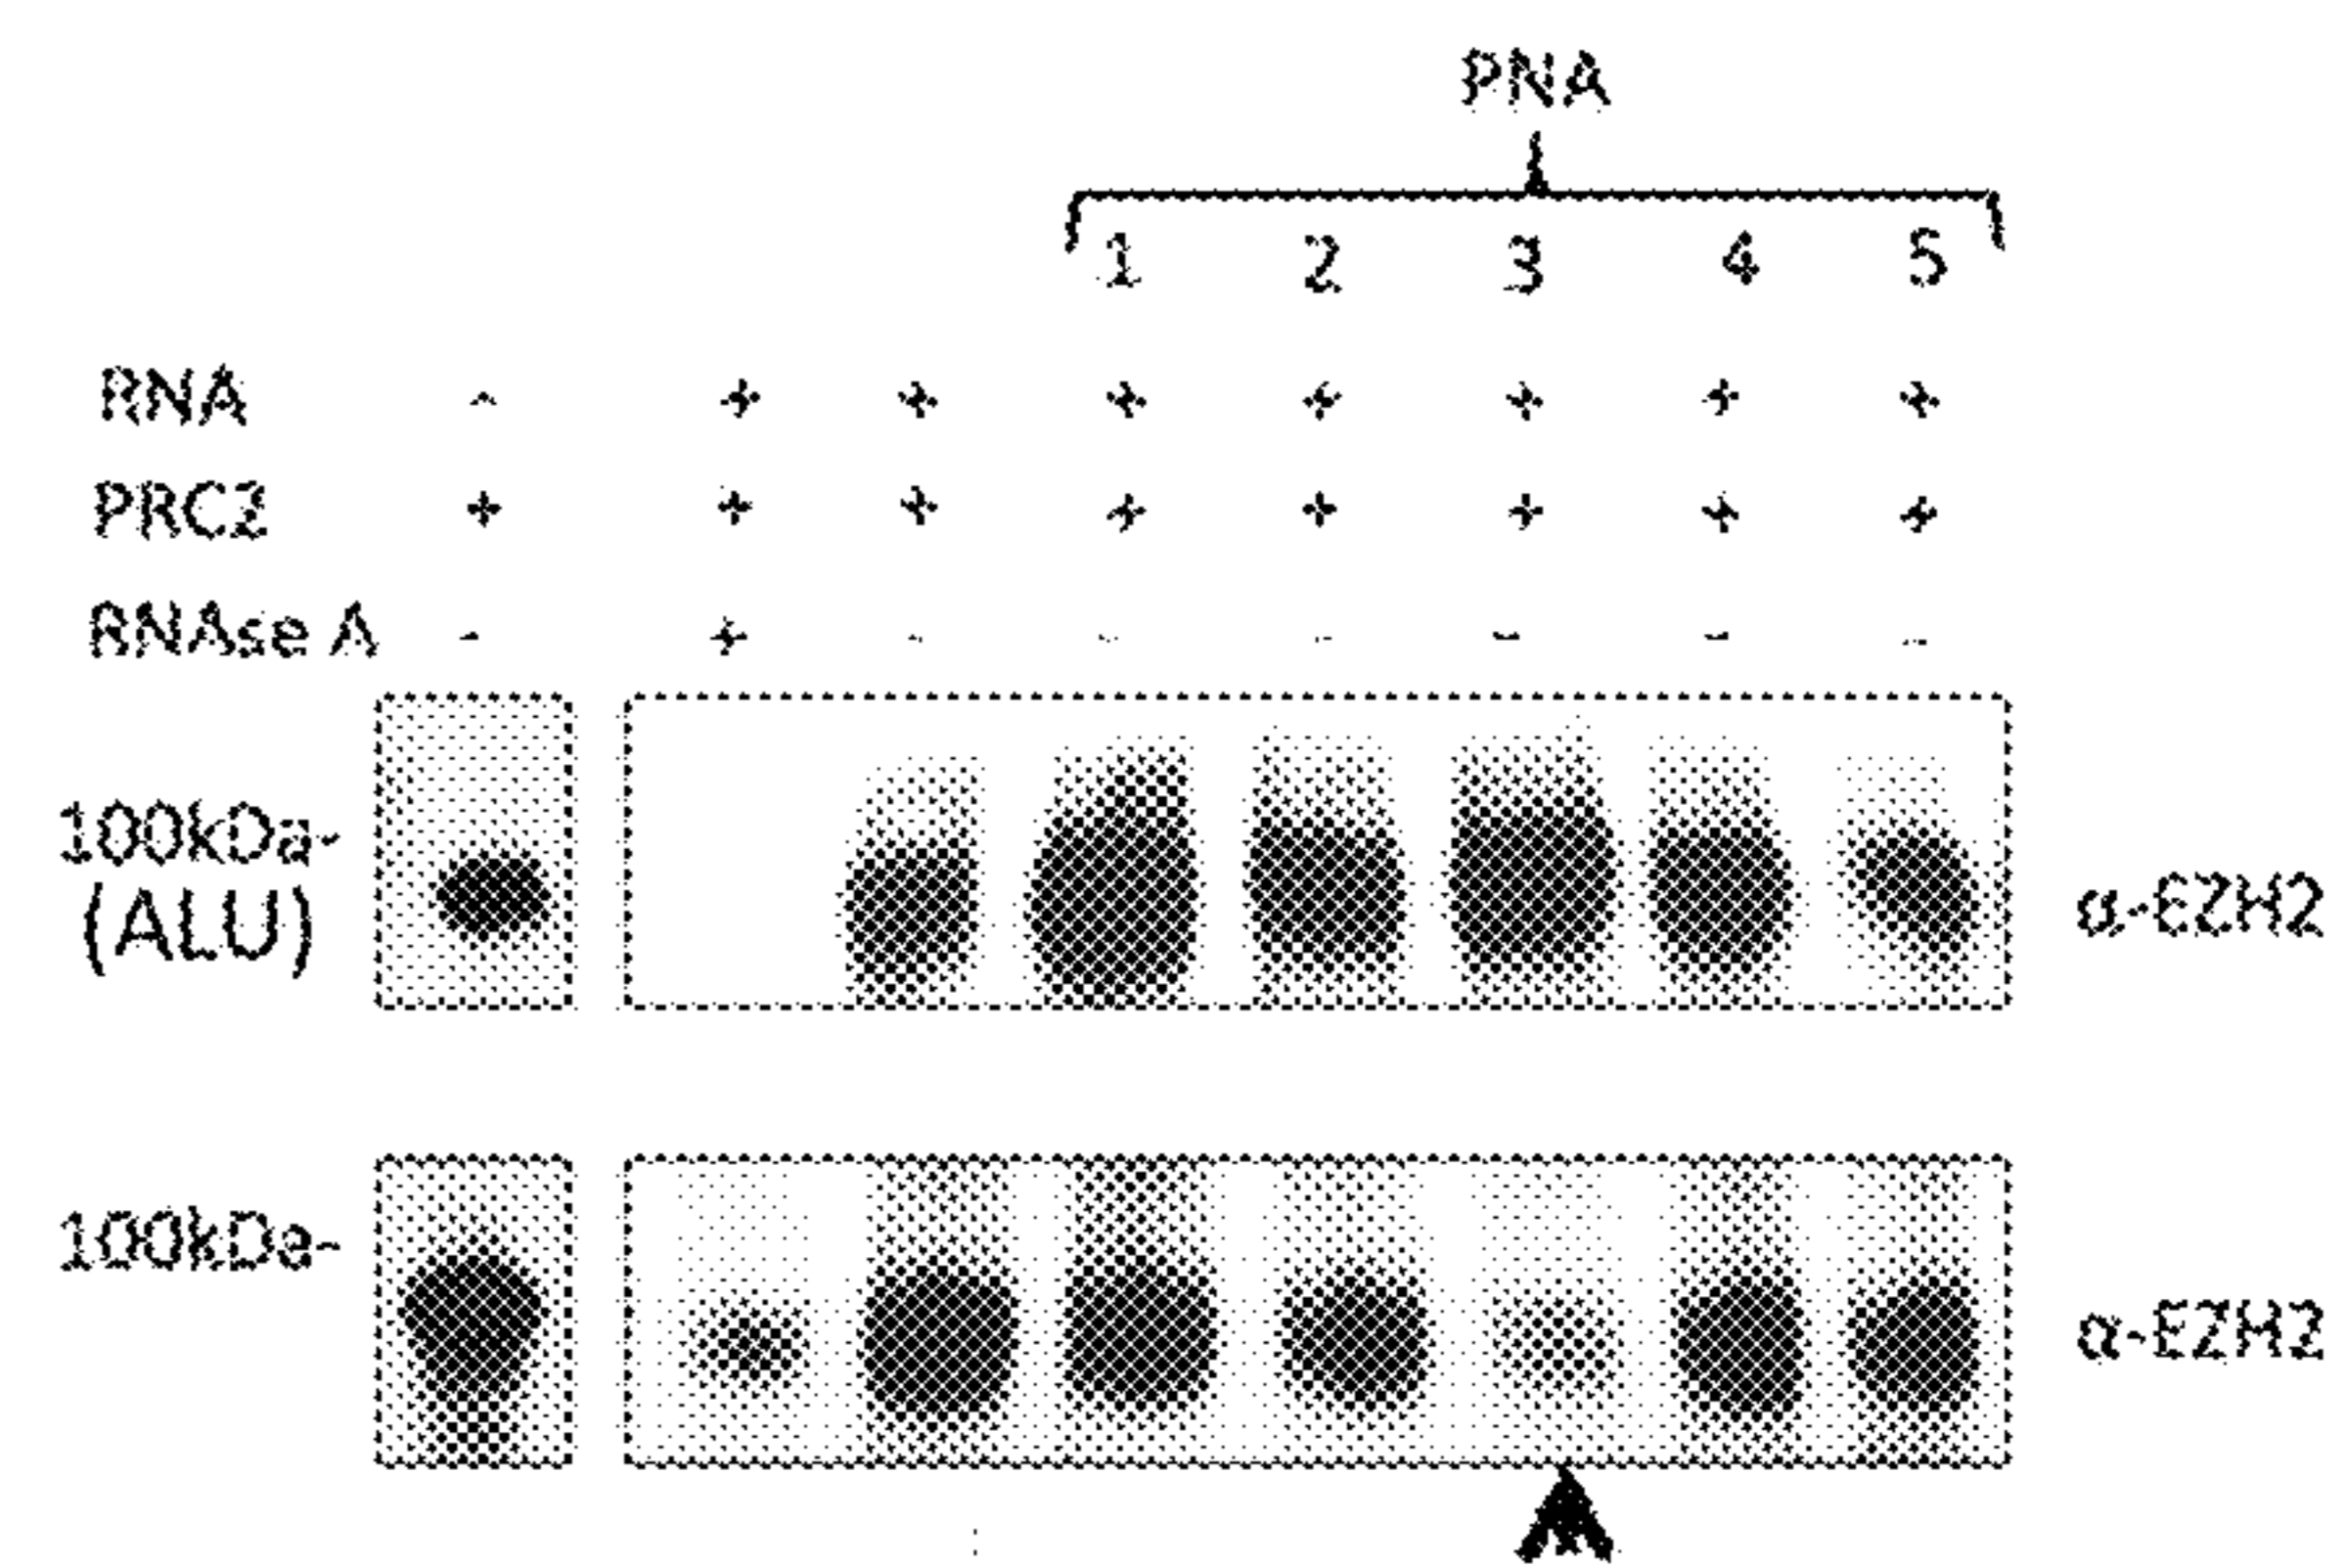 PNA
1 2 3 4 5
RNA - + + + + + + +
PRC2 + + + + + + + +
RNAse A - + - - - - - -
100kDa-
(ALU)
α-EZH2
100kDa-
α-EZH2